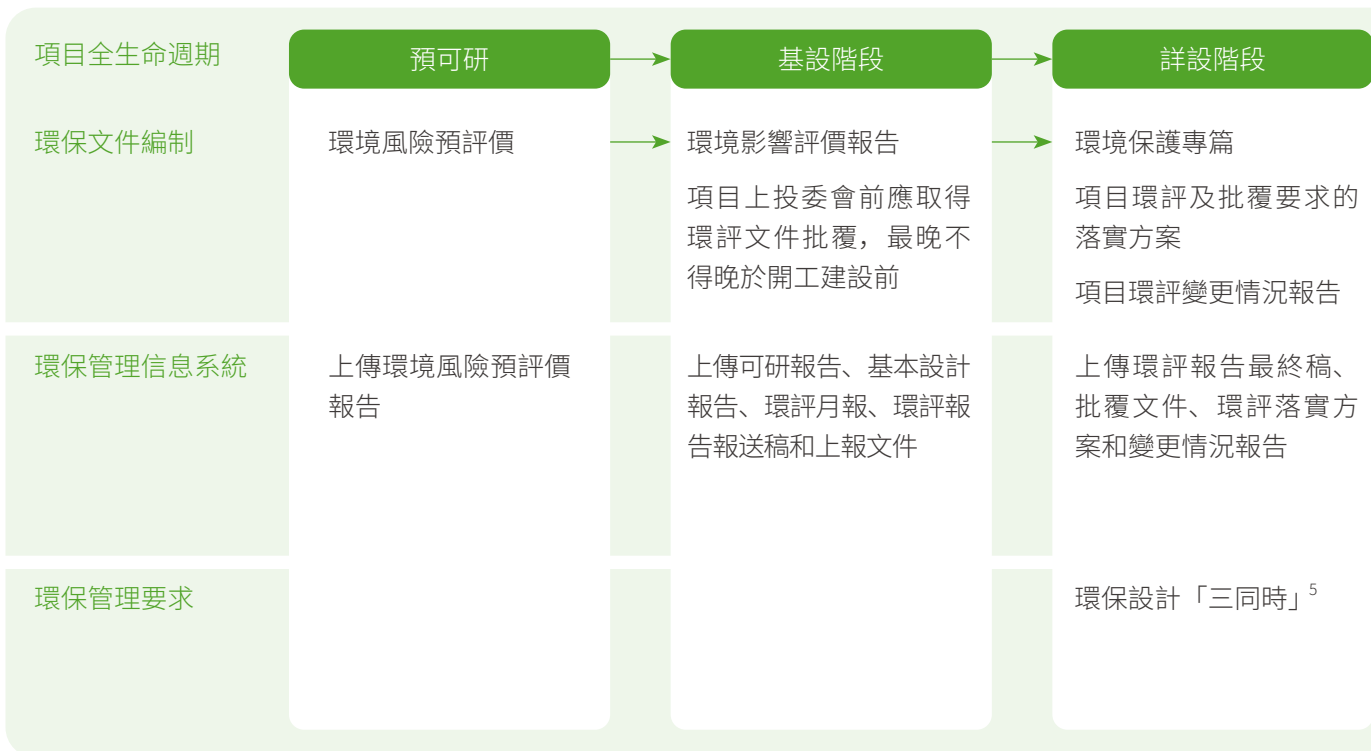 項目全生命週期
預可研
基設階段
詳設階段
環保文件編制
環境風險預評價
環境影響評價報告
項目上投委會前應取得
環評文件批覆，最晚不
得晚於開工建設前
環境保護專篇
項目環評及批覆要求的
落實方案
項目環評變更情況報告
環保管理信息系統
上傳環境風險預評價
報告
上傳可研報告、基本設計
報告、環評月報、環評報
告報送稿和上報文件
上傳環評報告最終稿、
批覆文件、環評落實方
案和變更情況報告
環保管理要求
環保設計「三同時」5